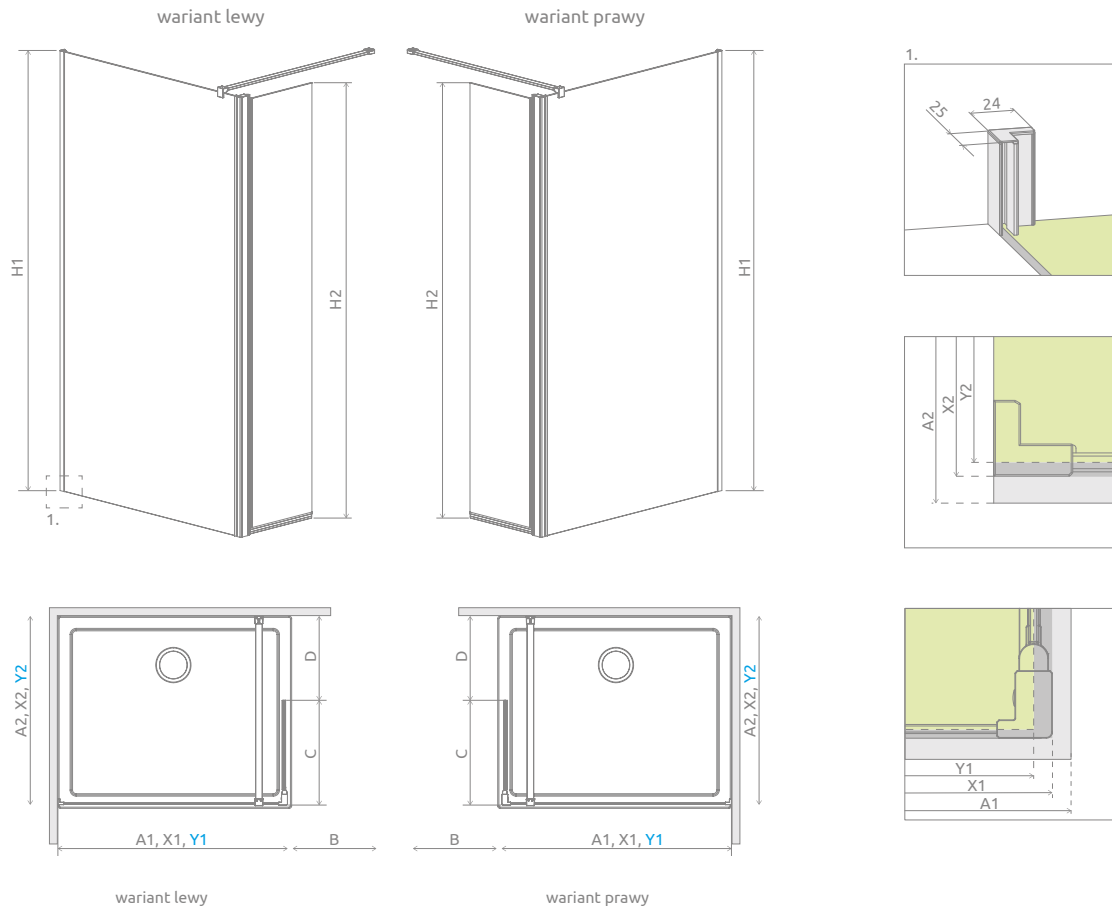 wariant lewy
wariant prawy
H1
H2
H2
H1
1.
1.
25
24
A2
X2
Y2
A2, X2, Y2
D
C
A1, X1, Y1
B
D
C
A2, X2, Y2
B
A1, X1, Y1
Y1
X1
A1
wariant lewy
wariant prawy